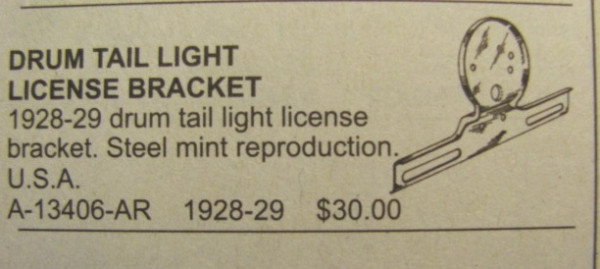 DRUM TAIL LIGHT
LICENSE BRACKET
1928-29 drum tail light license
bracket. Steel mint reproduction.
U.S.A.
A-13406-AR 1928-29 $30.00